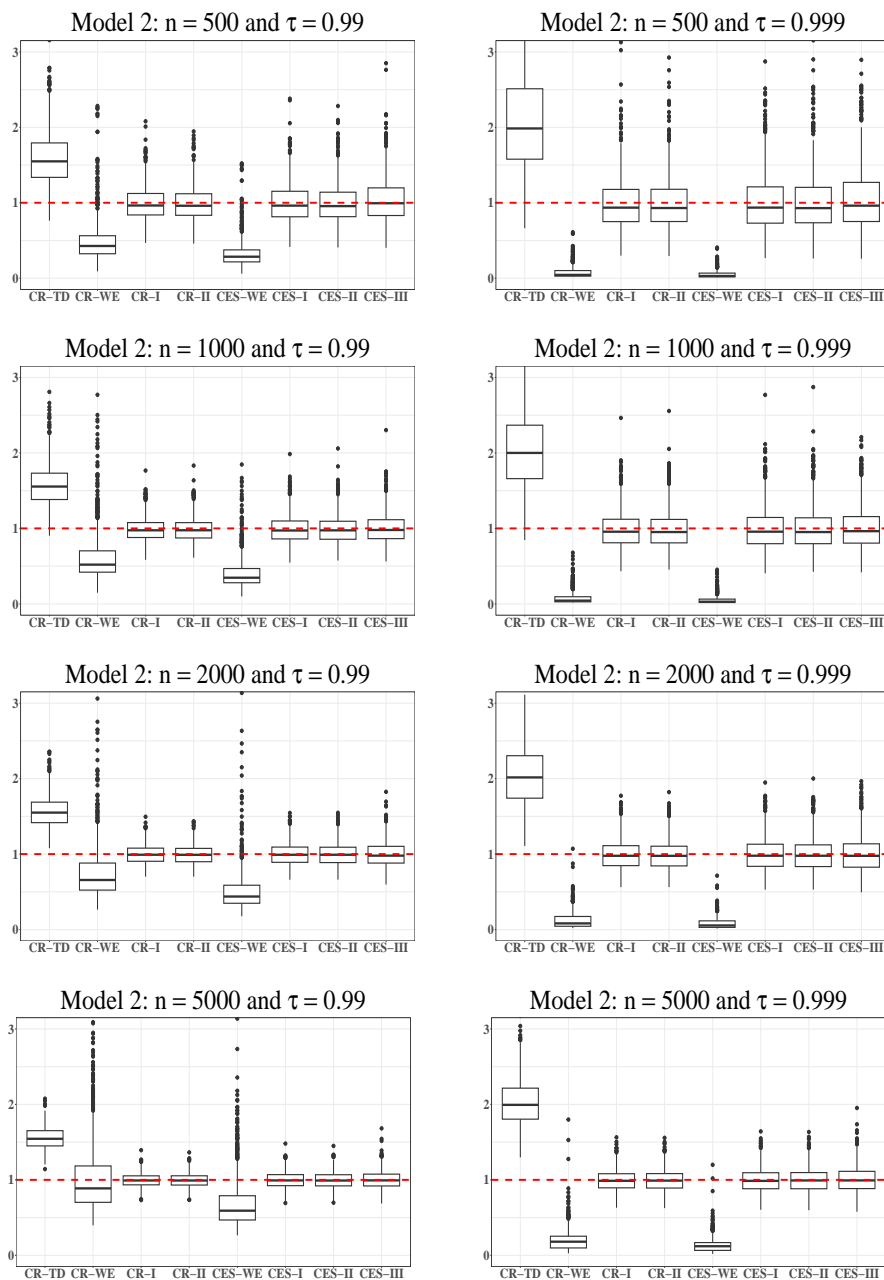 Model 2: n = 500 and τ = 0.99
3
2
1
0
CR−TD CR−WE CR−I CR−II CES−WE CES−I CES−II CES−III
Model 2: n = 500 and τ = 0.999
3
2
1
0
CR−TD CR−WE CR−I CR−II CES−WE CES−I CES−II CES−III
Model 2: n = 1000 and τ = 0.99
3
2
1
0
CR−TD CR−WE CR−I CR−II CES−WE CES−I CES−II CES−III
Model 2: n = 1000 and τ = 0.999
3
2
1
0
CR−TD CR−WE CR−I CR−II CES−WE CES−I CES−II CES−III
Model 2: n = 2000 and τ = 0.99
3
2
1
0
CR−TD CR−WE CR−I CR−II CES−WE CES−I CES−II CES−III
Model 2: n = 2000 and τ = 0.999
3
2
1
0
CR−TD CR−WE CR−I CR−II CES−WE CES−I CES−II CES−III
Model 2: n = 5000 and τ = 0.99
3
2
1
0
CR−TD CR−WE CR−I CR−II CES−WE CES−I CES−II CES−III
Model 2: n = 5000 and τ = 0.999
3
2
1
0
CR−TD CR−WE CR−I CR−II CES−WE CES−I CES−II CES−III